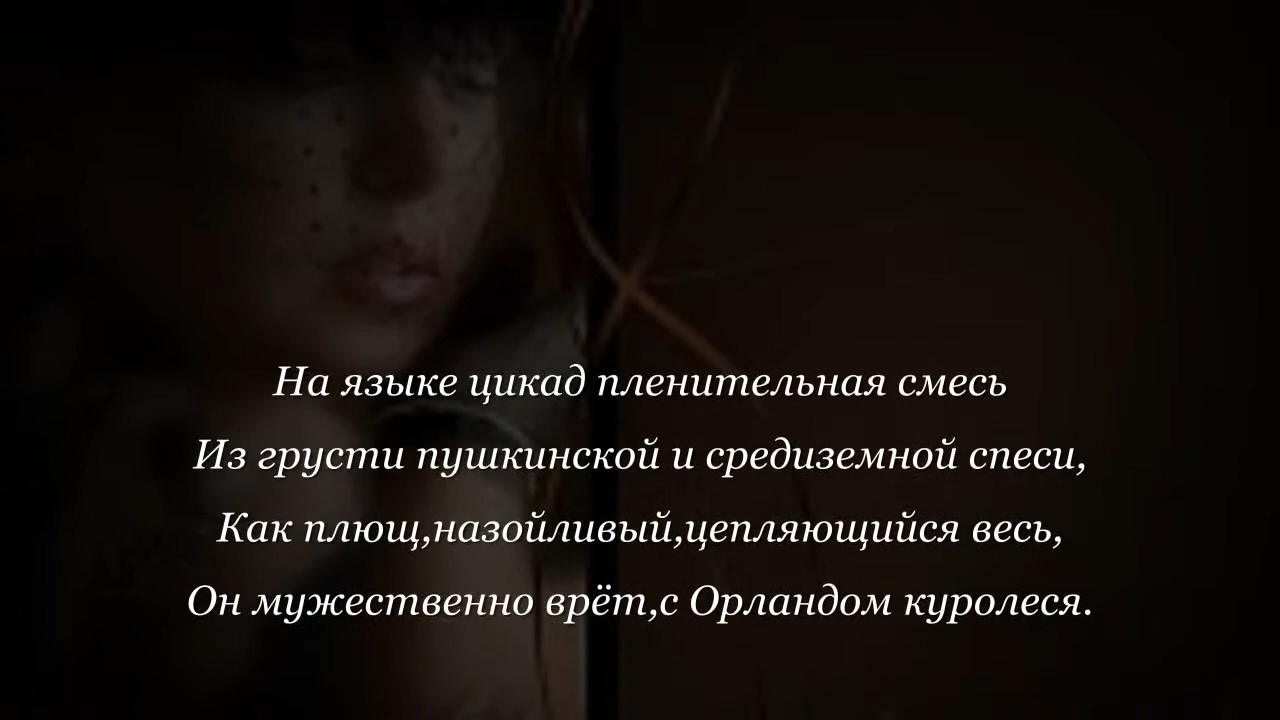 На языке цикад пленительная смесь
Из грусти пушкинской и средиземной спеси,
Как плющ,назойливый,цепляющийся весь,
Он мужественно врёт,с Орландом куролеся.